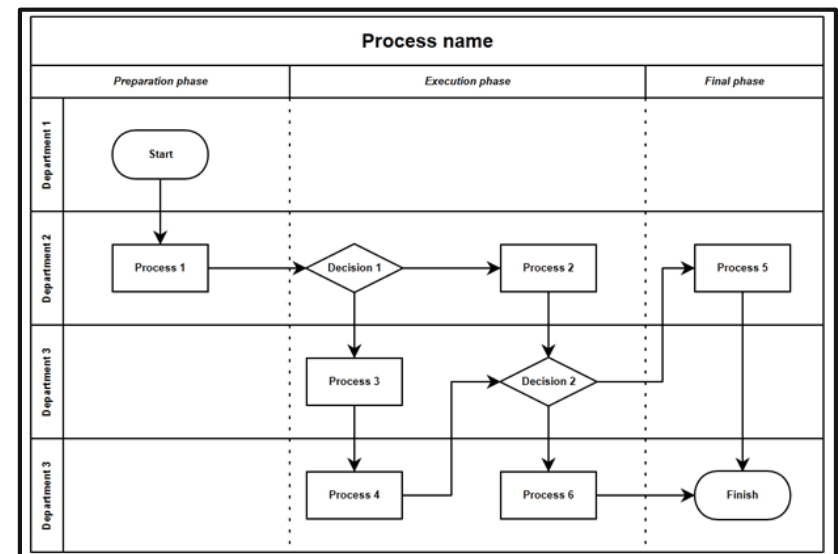 Process name
Preparation phase
Execution phase
Final phase
Department 1
Start
Department 2
Process 1
Decision 1
Process 2
Process 5
Department 3
Process 3
Decision 2
Department 3
Process 4
Process 6
Finish